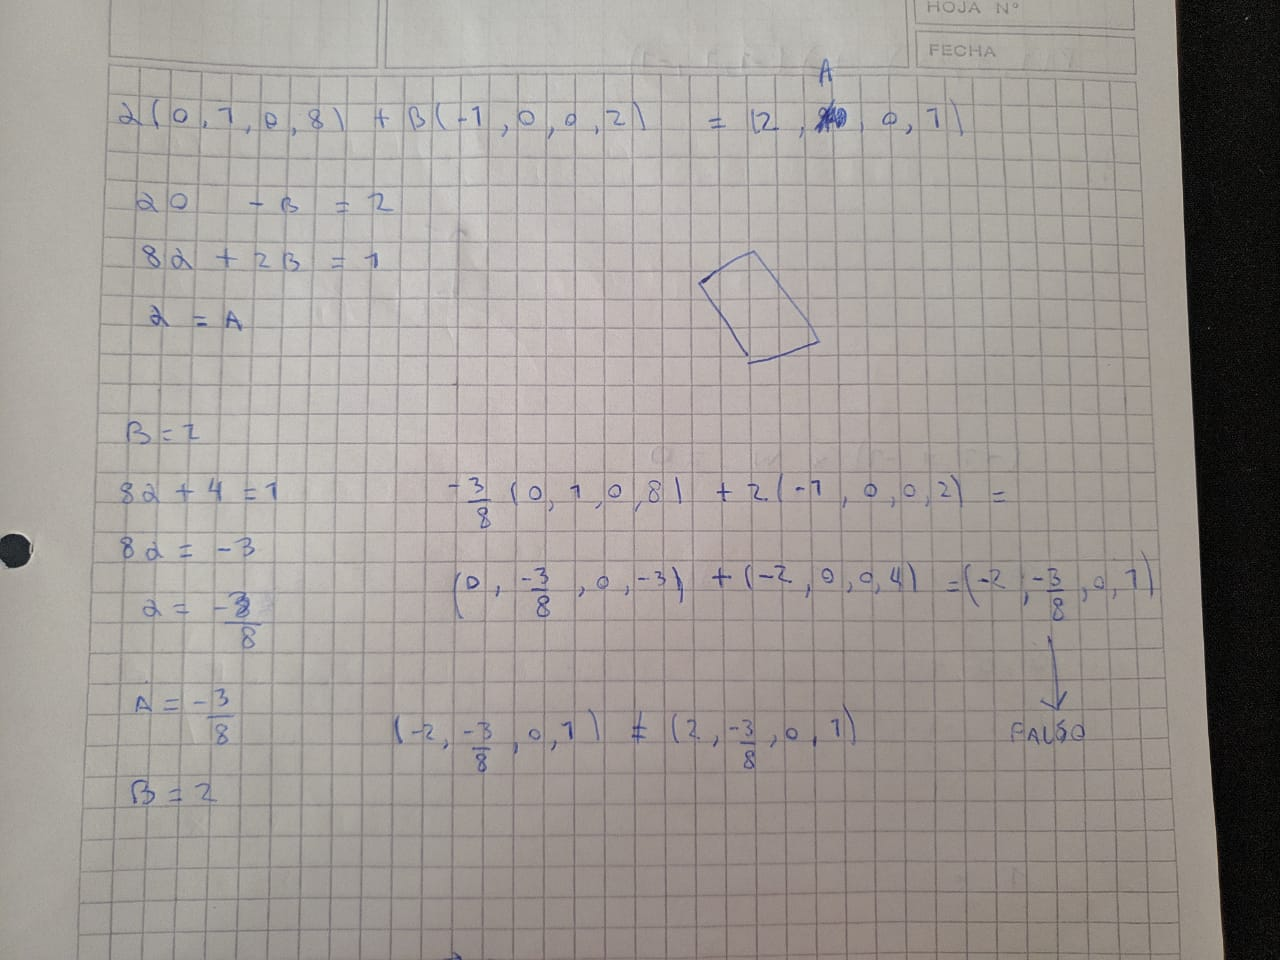 HOJA N°
FECHA
A
α(0, 1, 0, 8) + β(-1, 0, 0, 2) = (2, , 0, 1)
α0 - β = 2
8α + 2β = 1
α = A
β = 2
8α + 4 = 1
-3/8 (0, 1, 0, 8) + 2(-1, 0, 0, 2) =
8α = -3
(0, -3/8, 0, -3) + (-2, 0, 0, 4) = (-2, -3/8, 0, 1)
α = -3/8
A = -3/8
(-2, -3/8, 0, 1) ≠ (2, -3/8, 0, 1)
FALSO
β = 2